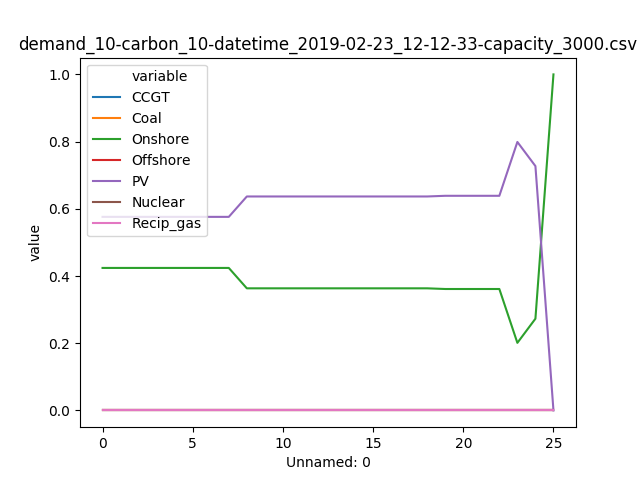 demand_10-carbon_10-datetime_2019-02-23_12-12-33-capacity_3000.csv
variable
CCGT
Coal
Onshore
Offshore
PV
Nuclear
Recip_gas
value
1.0
0.8
0.6
0.4
0.2
0.0
0 5 10 15 20 25
Unnamed: 0